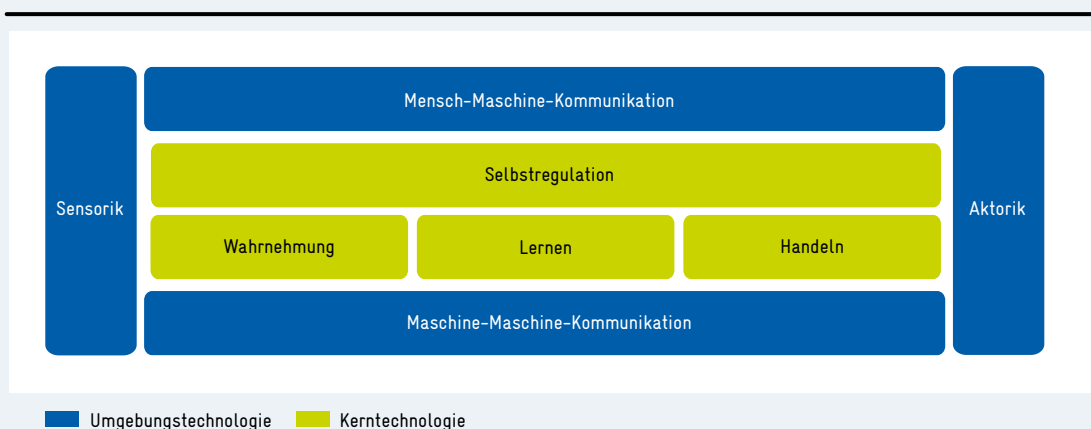 Mensch-Maschine-Kommunikation
Selbstregulation
Sensorik
Aktorik
Wahrnehmung
Lernen
Handeln
Maschine-Maschine-Kommunikation
Umgebungstechnologie
Kerntechnologie